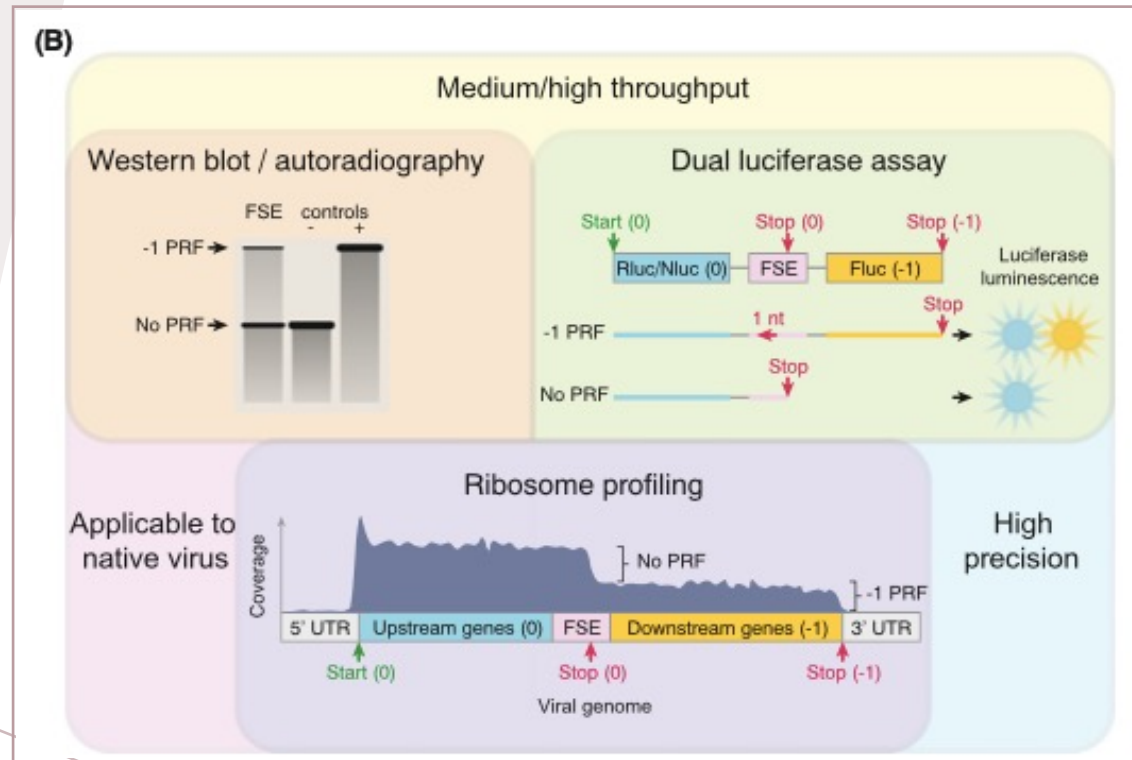 (B)
Medium/high throughput
Western blot / autoradiography
FSE controls
- +
-1 PRF
No PRF
Dual luciferase assay
Start (0) Stop (0) Stop (-1)
Rluc/Nluc (0) FSE Fluc (-1)
Luciferase
luminescence
Stop
1 nt
-1 PRF
Stop
No PRF
Applicable to
native virus
Ribosome profiling
Coverage
No PRF
-1 PRF
5' UTR Upstream genes (0) FSE Downstream genes (-1) 3' UTR
Start (0) Stop (0) Stop (-1)
Viral genome
High
precision